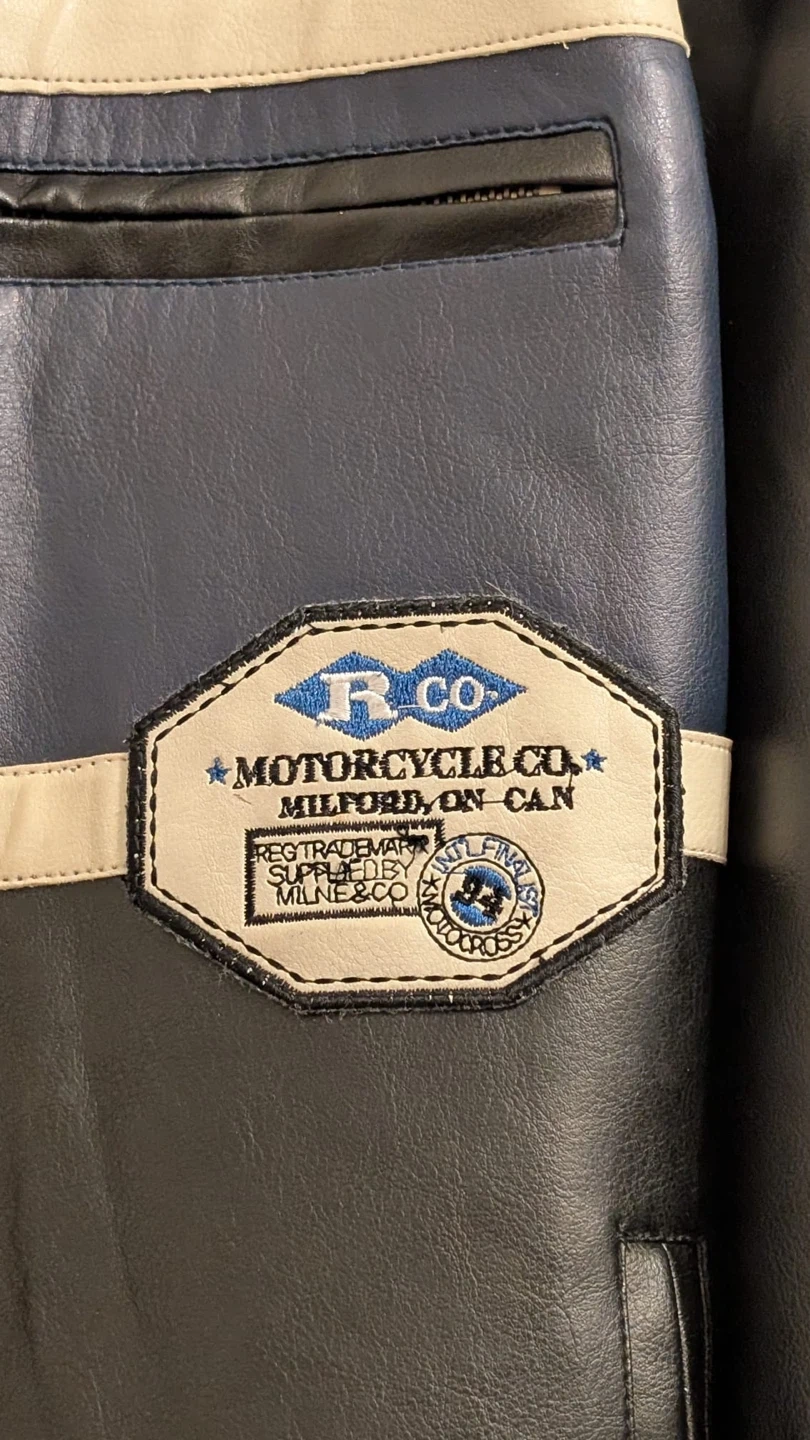 R CO.
MOTORCYCLE CO.
MILFORD, ON CAN
REG TRADEMARK
SUPPLIED BY
MILNE & CO
INT'L FINALIST
94
MOTOCROSS